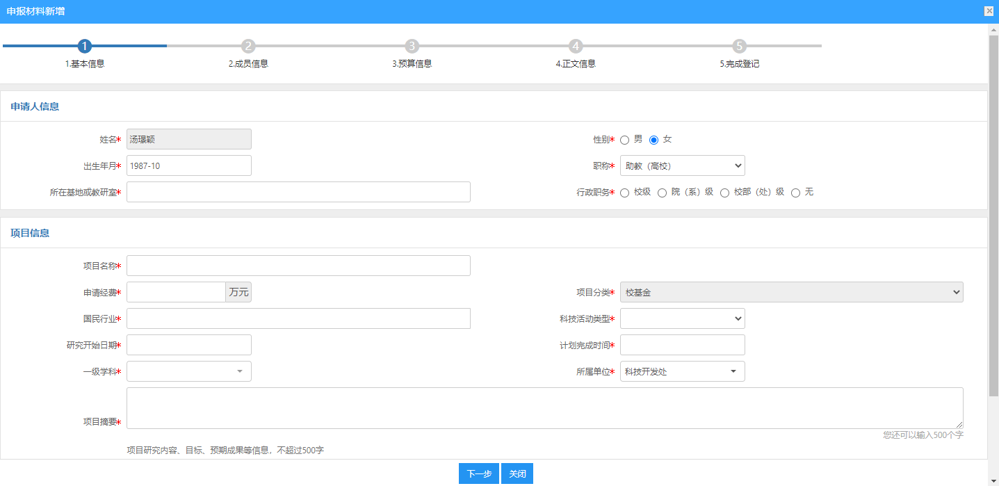 申报材料新增
1 2 3 4 5
1.基本信息 2.成员信息 3.预算信息 4.正文信息 5.完成登记
申请人信息
姓名* 汤璟颖 性别* 男 女
出生年月* 1987-10 职称* 助教（高校）
所在基地或教研室* 行政职务* 校级 院（系）级 校部（处）级 无
项目信息
项目名称*
申请经费* 万元 项目分类* 校基金
国民行业* 科技活动类型*
研究开始日期* 计划完成时间*
一级学科* 所属单位* 科技开发处
项目摘要*
您还可以输入500个字
项目研究内容、目标、预期成果等信息，不超过500字
下一步 关闭